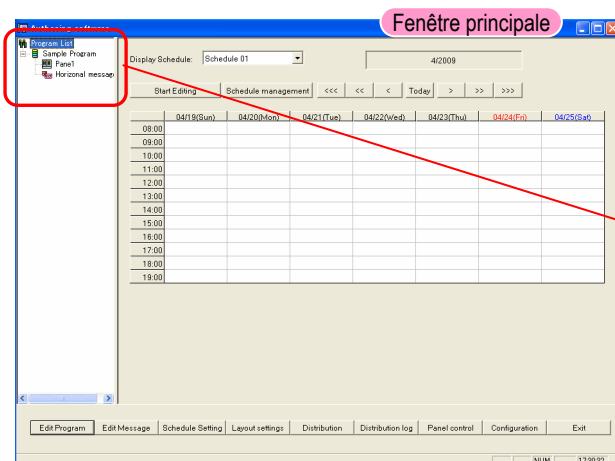 Fenêtre principale
Authoring software
Program List
Sample Program
Pane1
Horizonal messag
Display Schedule:
Schedule 01
4/2009
Start Editing
Schedule management
<<<
<<
<
Today
>
>>
>>>
04/19(Sun) 04/20(Mon) 04/21(Tue) 04/22(Wed) 04/23(Thu) 04/24(Fri) 04/25(Sat)
08:00
09:00
10:00
11:00
12:00
13:00
14:00
15:00
16:00
17:00
18:00
19:00
Edit Program Edit Message Schedule Setting Layout settings Distribution Distribution log Panel control Configuration Exit
NUM